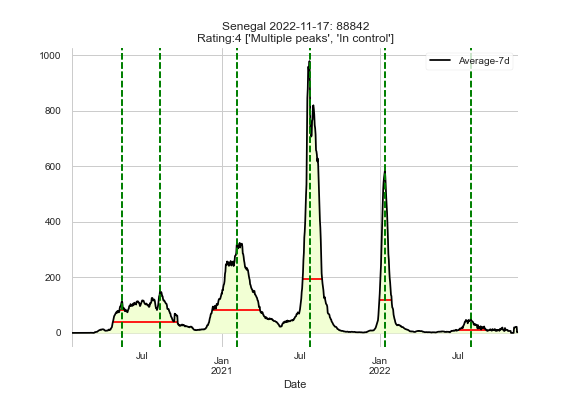 Senegal 2022-11-17: 88842
Rating:4 ['Multiple peaks', 'In control']
Average-7d
1000
800
600
400
200
0
Jul
Jan
2021
Jul
Jan
2022
Jul
Date